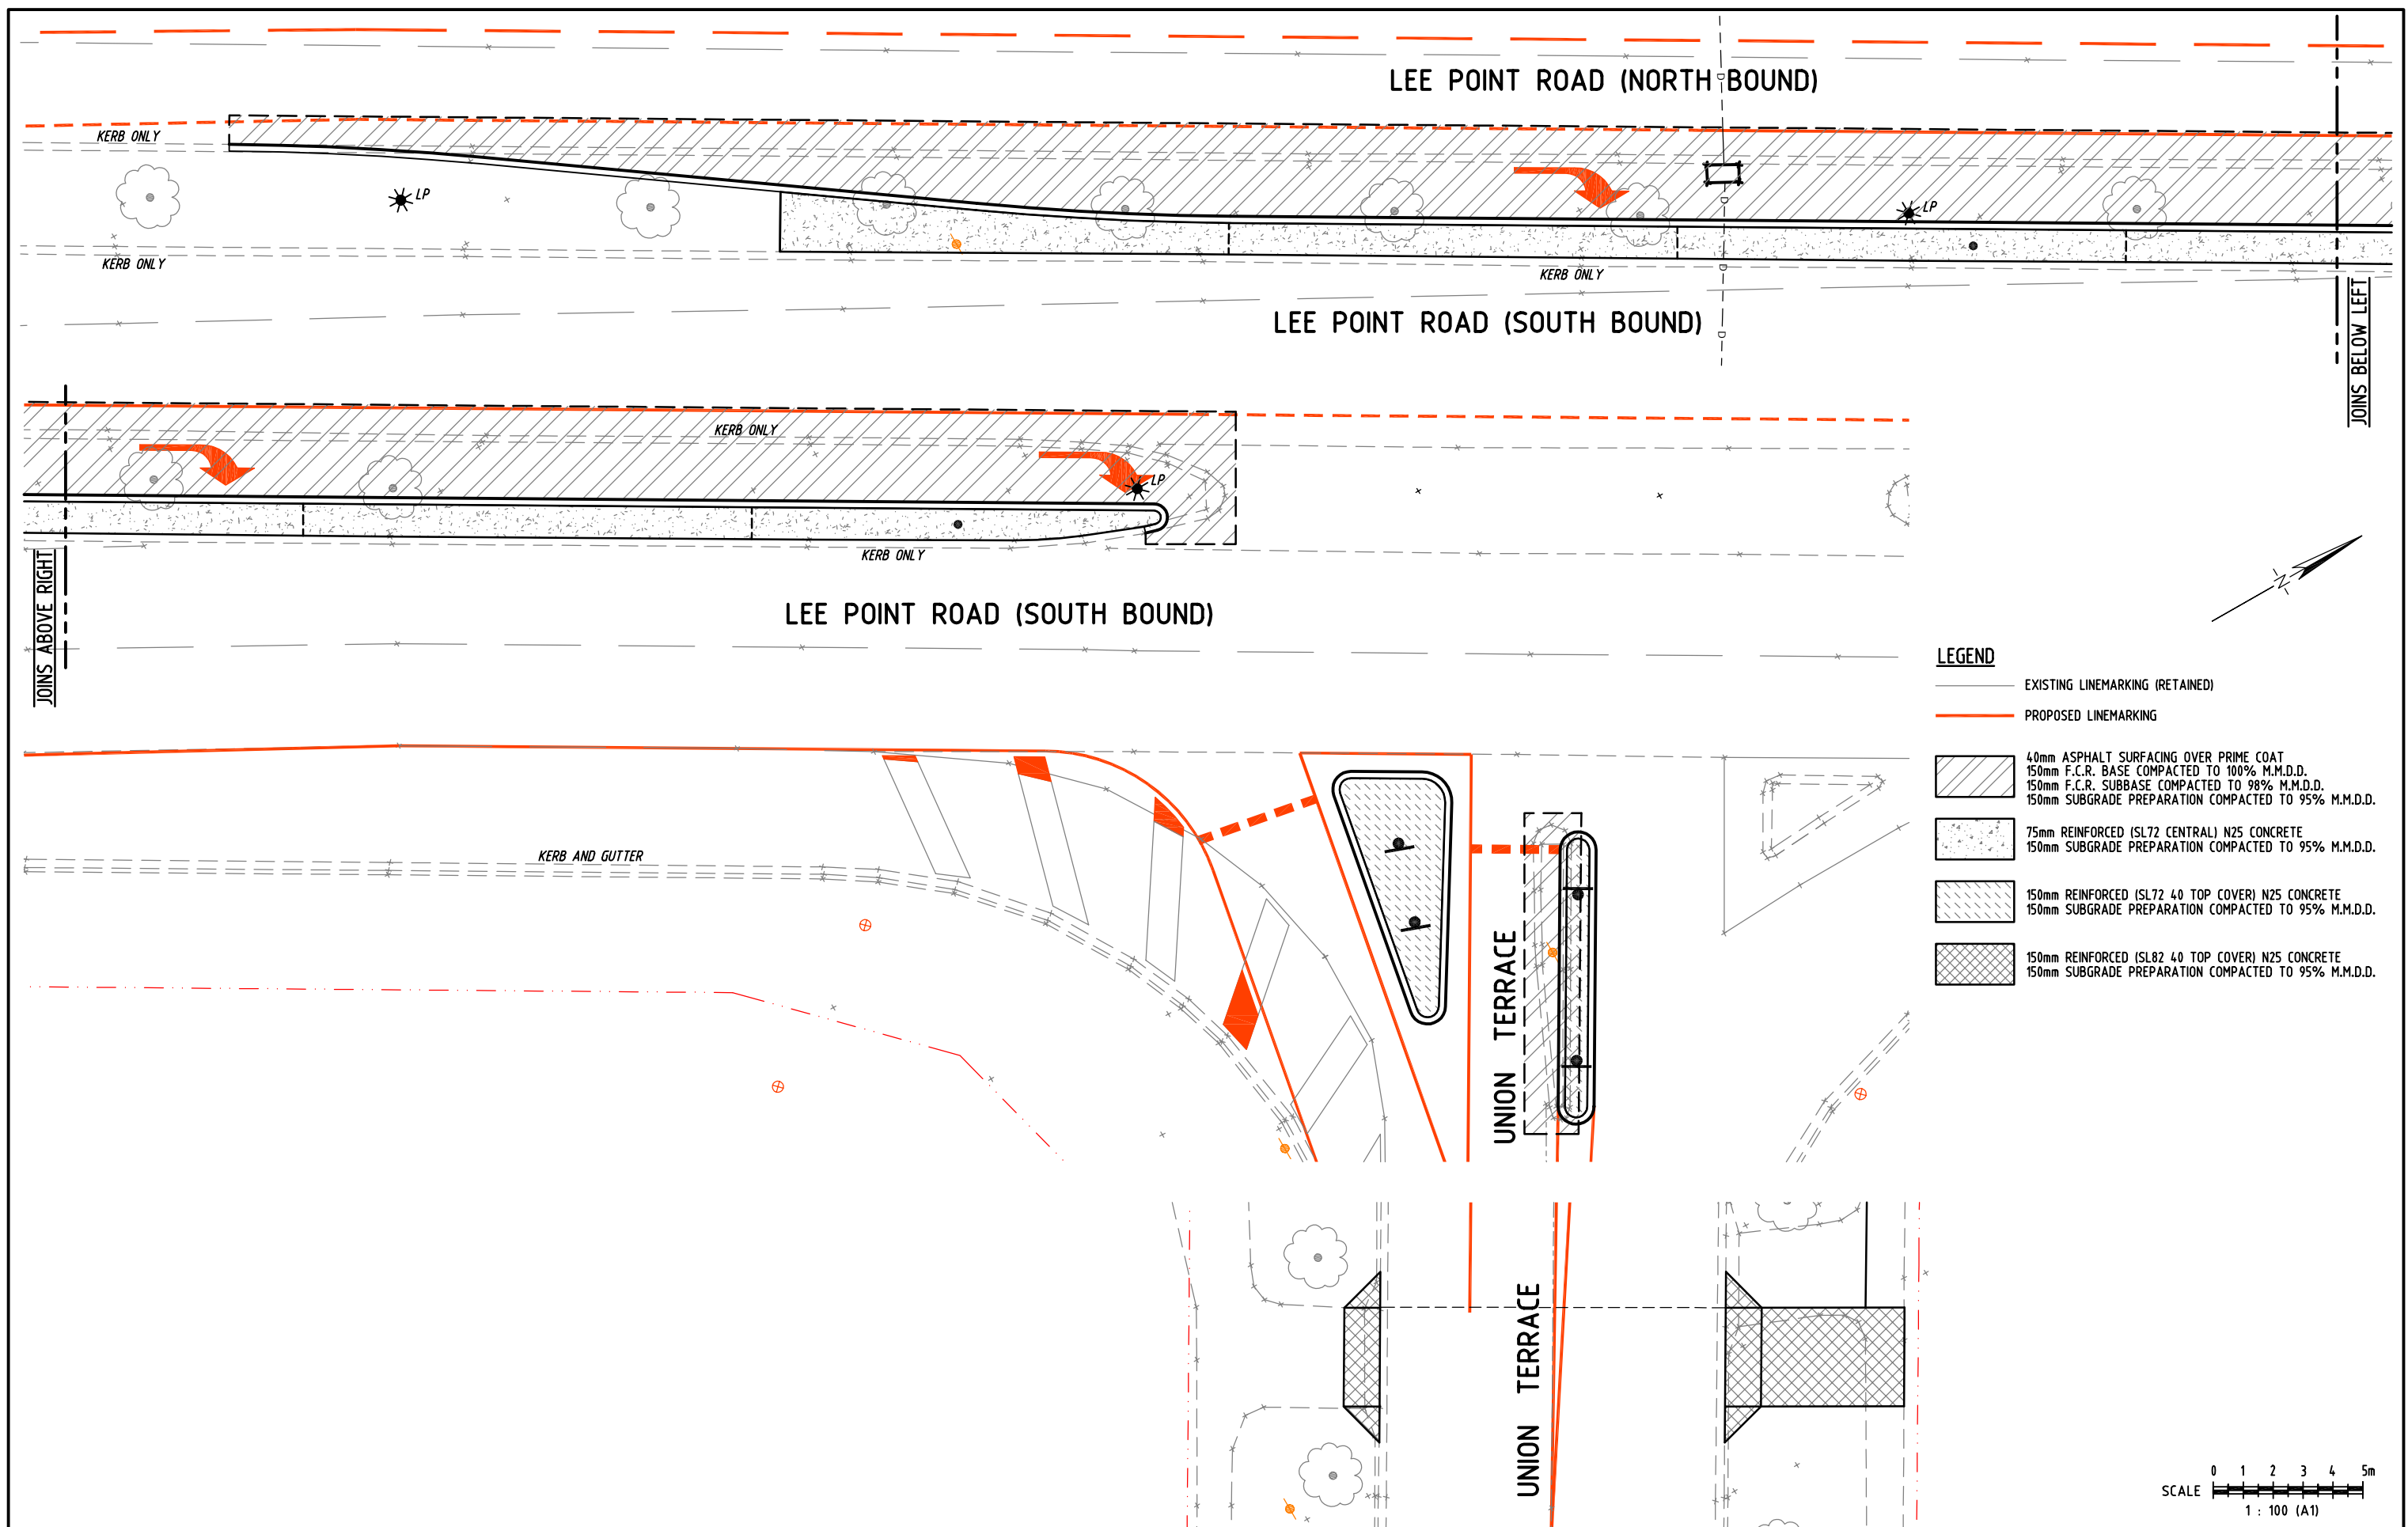 LEE POINT ROAD (NORTH BOUND)
D
KERB ONLY
LP
D
LP
KERB ONLY
D
KERB ONLY
LEE POINT ROAD (SOUTH BOUND)
D
JOINS BELOW LEFT
KERB ONLY
LP
KERB ONLY
JOINS ABOVE RIGHT
LEE POINT ROAD (SOUTH BOUND)
N
LEGEND
EXISTING LINEMARKING (RETAINED)
PROPOSED LINEMARKING
40mm ASPHALT SURFACING OVER PRIME COAT
150mm F.C.R. BASE COMPACTED TO 100% M.M.D.D.
150mm F.C.R. SUBBASE COMPACTED TO 98% M.M.D.D.
150mm SUBGRADE PREPARATION COMPACTED TO 95% M.M.D.D.
75mm REINFORCED (SL72 CENTRAL) N25 CONCRETE
150mm SUBGRADE PREPARATION COMPACTED TO 95% M.M.D.D.
150mm REINFORCED (SL72 40 TOP COVER) N25 CONCRETE
150mm SUBGRADE PREPARATION COMPACTED TO 95% M.M.D.D.
150mm REINFORCED (SL82 40 TOP COVER) N25 CONCRETE
150mm SUBGRADE PREPARATION COMPACTED TO 95% M.M.D.D.
KERB AND GUTTER
UNION TERRACE
UNION TERRACE
SCALE 0 1 2 3 4 5m
1 : 100 (A1)